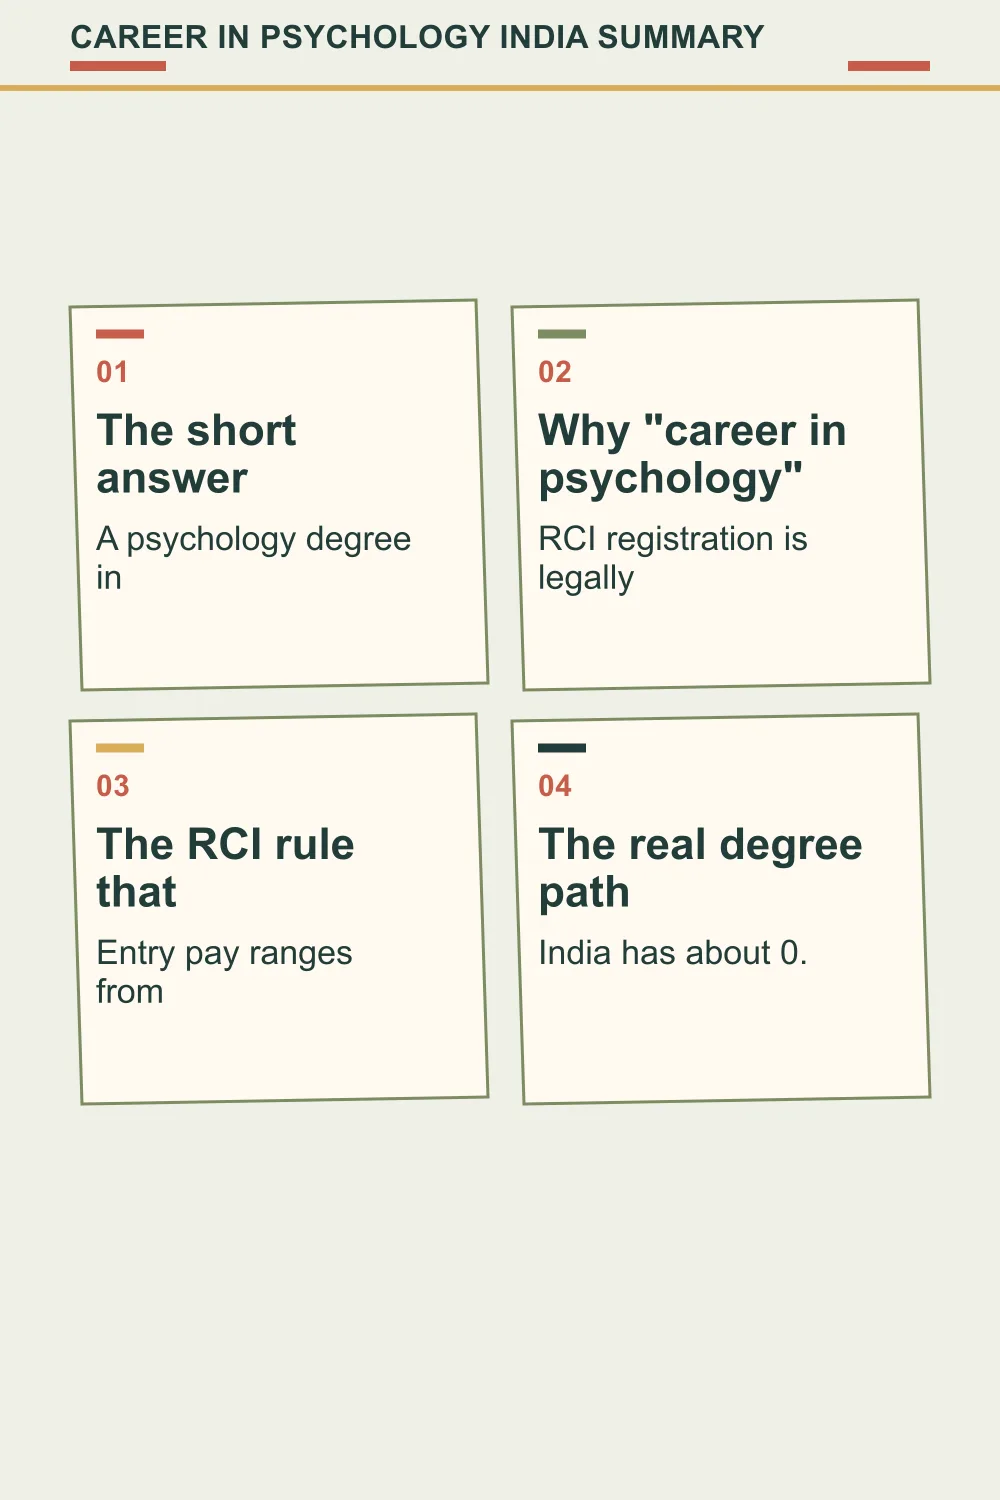 CAREER IN PSYCHOLOGY INDIA SUMMARY
01
The short
answer
A psychology degree
in
02
Why "career in
psychology"
RCI registration is
legally
03
The RCI rule
that
Entry pay ranges
from
04
The real degree
path
India has about 0.